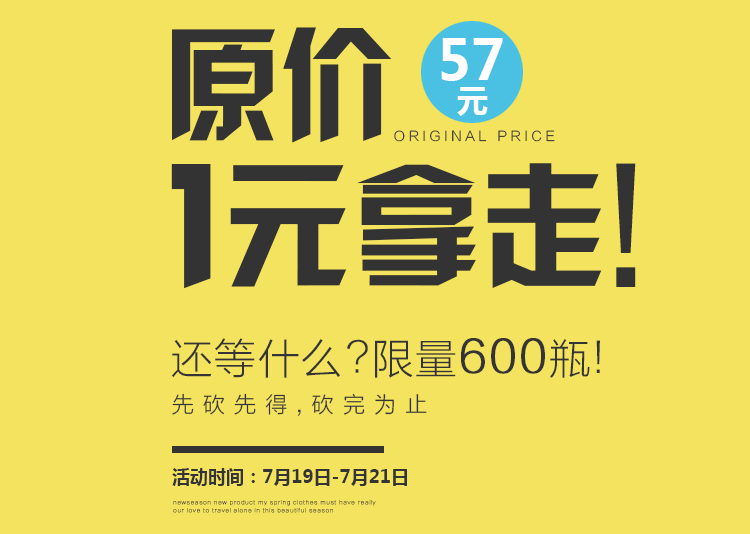 原价 57元
ORIGINAL PRICE
1元拿走!
还等什么?限量600瓶!
先砍先得,砍完为止
活动时间：7月19日-7月21日
newseason new product my spring clothes must have really
our love to travel alone in this beautiful season